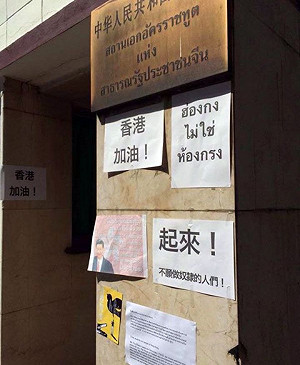 中华人民共和国
สถานเอกอัครราชทูต
แห่ง
สาธารณรัฐประชาชนจีน
香港
加油！
ฮ่องกง
ไม่ใช่
ห้องกรง
香港
加油！
起來！
不願做奴隸的人們！